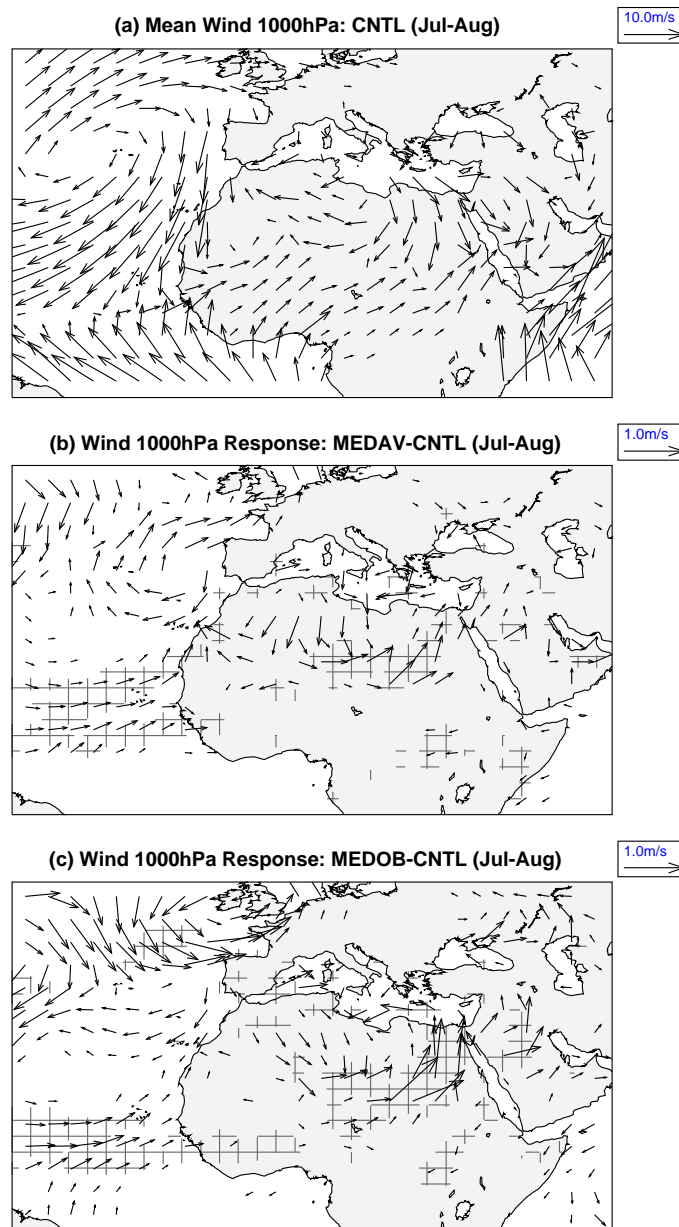 (a) Mean Wind 1000hPa: CNTL (Jul-Aug)
10.0m/s
(b) Wind 1000hPa Response: MEDAV-CNTL (Jul-Aug)
1.0m/s
(c) Wind 1000hPa Response: MEDOB-CNTL (Jul-Aug)
1.0m/s